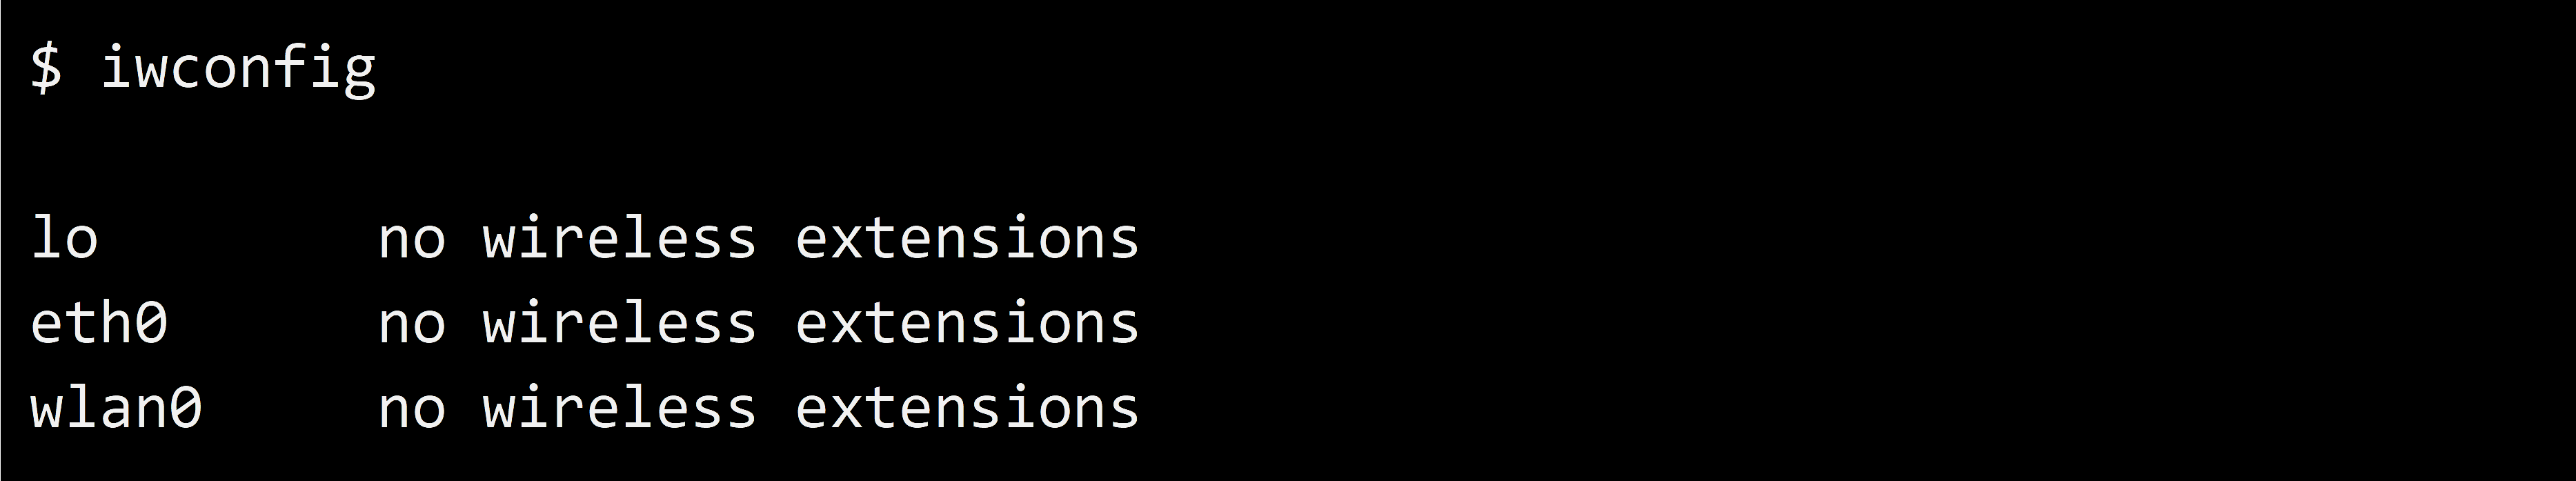 $ iwconfig
lo        no wireless extensions
eth0      no wireless extensions
wlan0     no wireless extensions